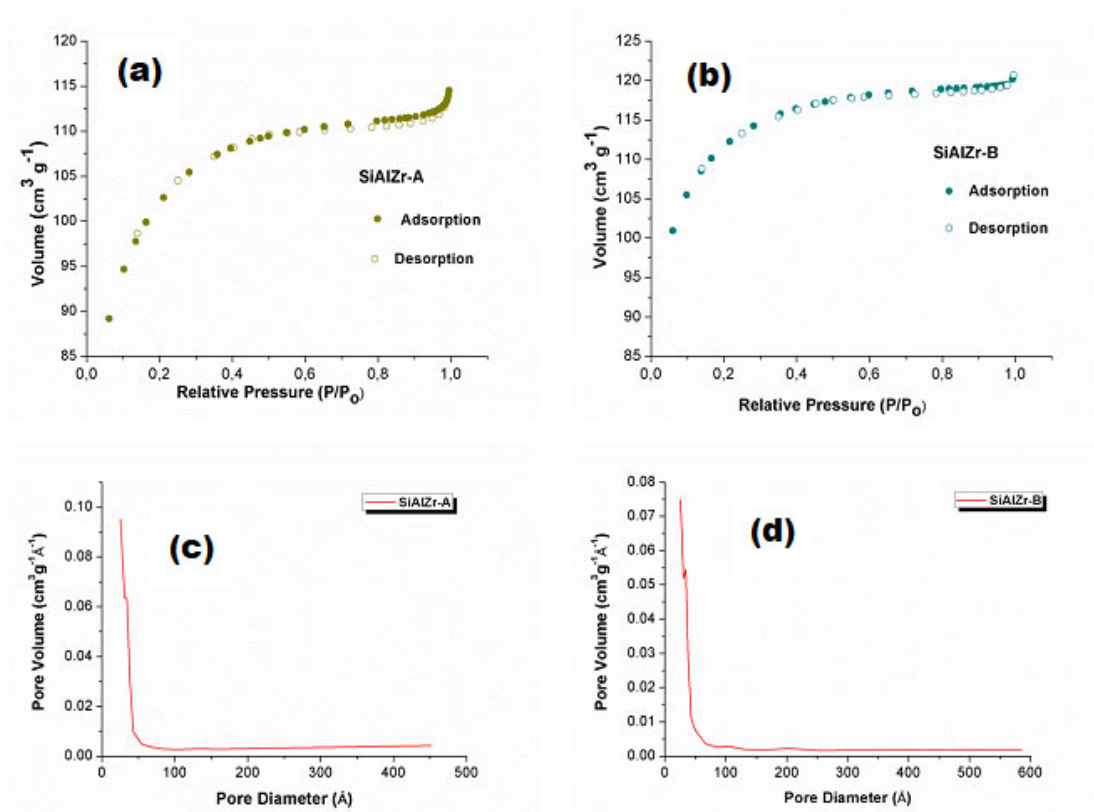 (a)
120
115
110
105
100
95
90
85
0,0 0,2 0,4 0,6 0,8 1,0
Volume (cm³ g⁻¹)
Relative Pressure (P/Po)
SiAlZr-A
Adsorption
Desorption
(b)
125
120
115
110
105
100
95
90
85
0,0 0,2 0,4 0,6 0,8 1,0
Volume (cm³ g⁻¹)
Relative Pressure (P/Po)
SiAlZr-B
Adsorption
Desorption
(c)
0.10
0.08
0.06
0.04
0.02
0.00
0 100 200 300 400 500
Pore Volume (cm³g⁻¹Å⁻¹)
Pore Diameter (Å)
SiAlZr-A
(d)
0.08
0.07
0.06
0.05
0.04
0.03
0.02
0.01
0.00
0 100 200 300 400 500 600
Pore Volume (cm³g⁻¹Å⁻¹)
Pore Diameter (Å)
SiAlZr-B